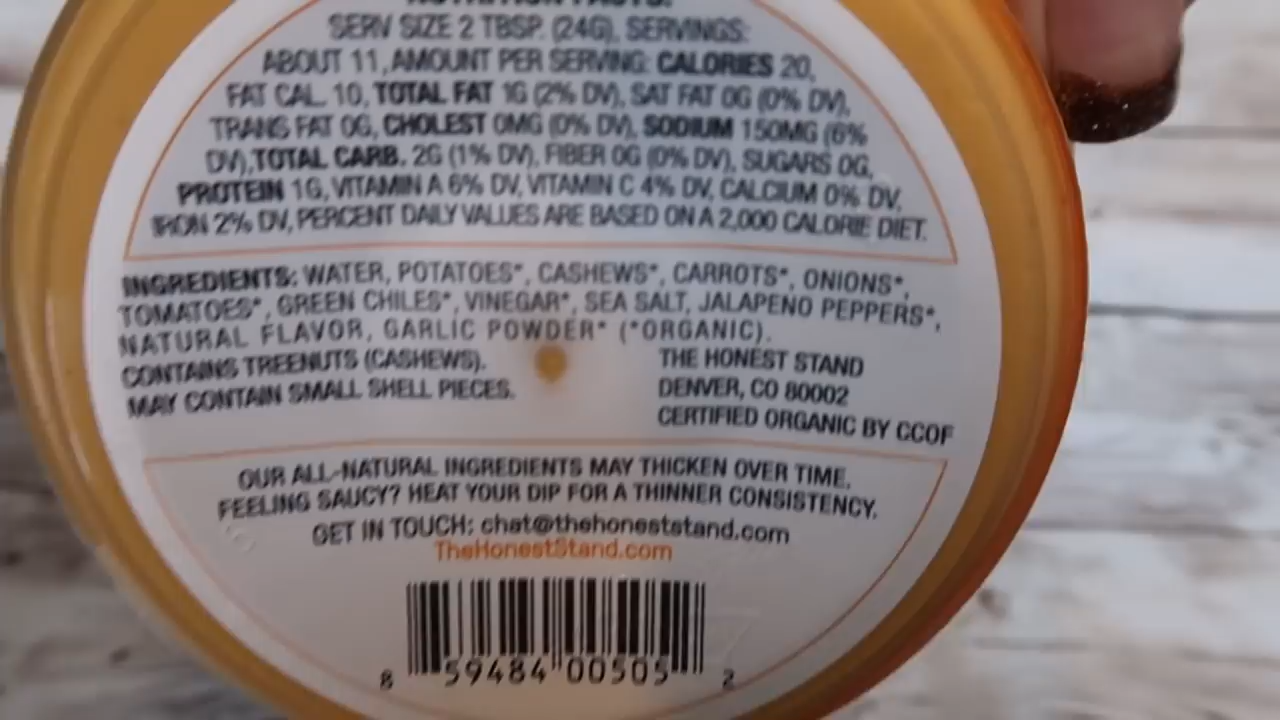 NUTRITION FACTS:
SERV SIZE 2 TBSP. (24G), SERVINGS:
ABOUT 11, AMOUNT PER SERVING: CALORIES 20,
FAT CAL. 10, TOTAL FAT 1G (2% DV), SAT FAT 0G (0% DV),
TRANS FAT 0G, CHOLEST 0MG (0% DV), SODIUM 150MG (6%
DV), TOTAL CARB. 2G (1% DV), FIBER 0G (0% DV), SUGARS 0G,
PROTEIN 1G, VITAMIN A 6% DV, VITAMIN C 4% DV, CALCIUM 0% DV,
IRON 2% DV, PERCENT DAILY VALUES ARE BASED ON A 2,000 CALORIE DIET.
INGREDIENTS: WATER, POTATOES*, CASHEWS*, CARROTS*, ONIONS*,
TOMATOES*, GREEN CHILES*, VINEGAR*, SEA SALT, JALAPENO PEPPERS*,
NATURAL FLAVOR, GARLIC POWDER* (*ORGANIC).
CONTAINS TREENUTS (CASHEWS).
MAY CONTAIN SMALL SHELL PIECES.
THE HONEST STAND
DENVER, CO 80002
CERTIFIED ORGANIC BY CCOF
OUR ALL-NATURAL INGREDIENTS MAY THICKEN OVER TIME.
FEELING SAUCY? HEAT YOUR DIP FOR A THINNER CONSISTENCY.
GET IN TOUCH: chat@thehoneststand.com
TheHonestStand.com
8 59484 00505 2